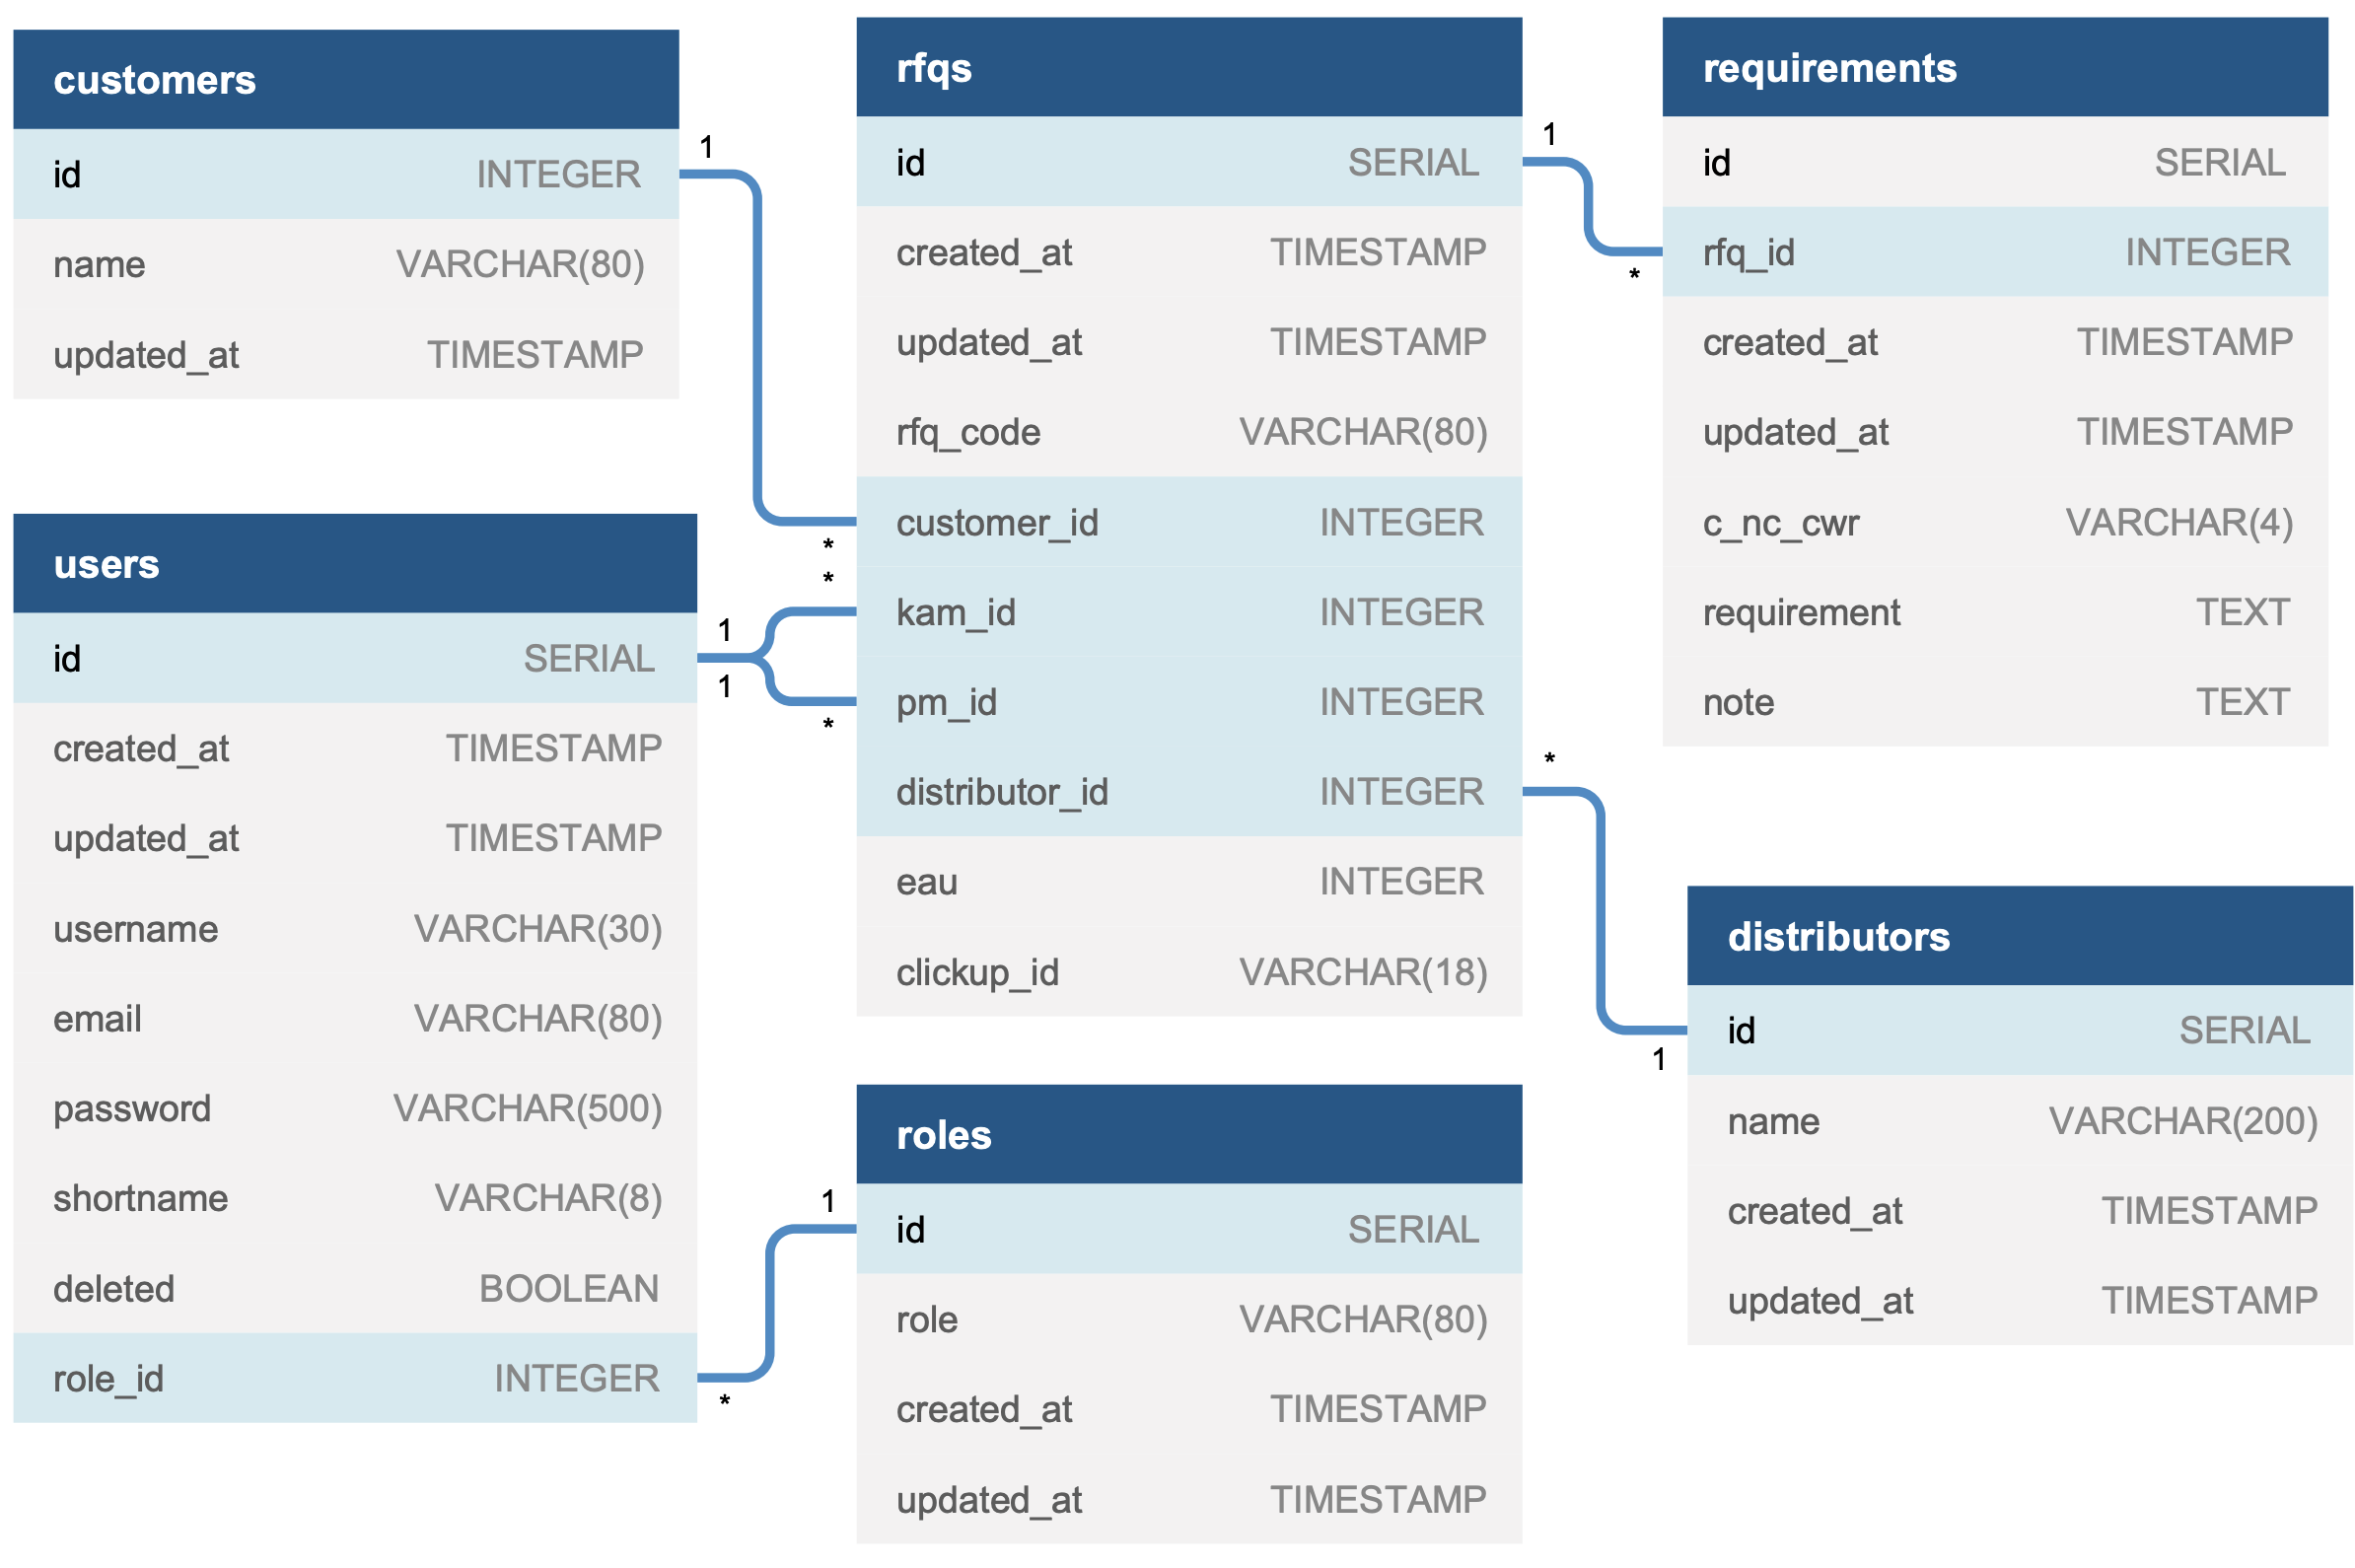 customers
id INTEGER
name VARCHAR(80)
updated_at TIMESTAMP
1
*
users
id SERIAL
created_at TIMESTAMP
updated_at TIMESTAMP
username VARCHAR(30)
email VARCHAR(80)
password VARCHAR(500)
shortname VARCHAR(8)
deleted BOOLEAN
role_id INTEGER
1
*
1
*
*
1
rfqs
id SERIAL
created_at TIMESTAMP
updated_at TIMESTAMP
rfq_code VARCHAR(80)
customer_id INTEGER
kam_id INTEGER
pm_id INTEGER
distributor_id INTEGER
eau INTEGER
clickup_id VARCHAR(18)
1
*
*
1
roles
id SERIAL
role VARCHAR(80)
created_at TIMESTAMP
updated_at TIMESTAMP
requirements
id SERIAL
rfq_id INTEGER
created_at TIMESTAMP
updated_at TIMESTAMP
c_nc_cwr VARCHAR(4)
requirement TEXT
note TEXT
distributors
id SERIAL
name VARCHAR(200)
created_at TIMESTAMP
updated_at TIMESTAMP